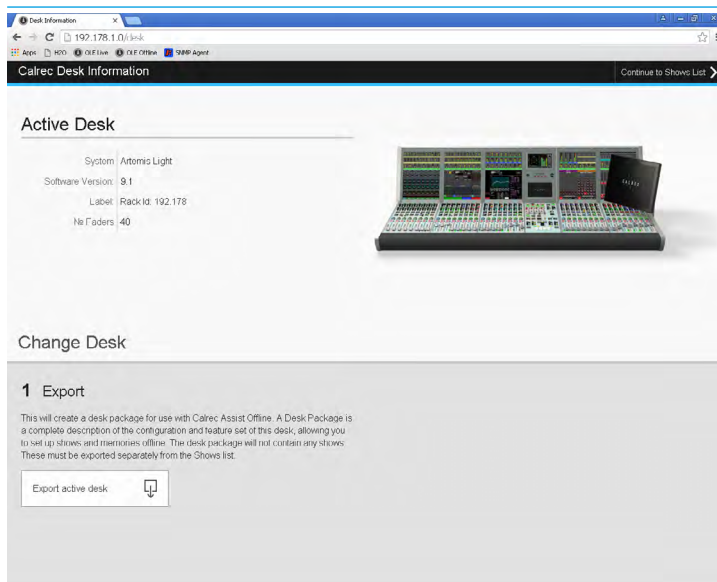 Desk Information
192.178.1.0/desk
Apps H2O OLE Live OLE Offline SNMP Agent
Calrec Desk Information
Continue to Shows List
Active Desk
System Artemis Light
Software Version: 9.1
Label: Rack Id: 192.178
№ Faders 40
CALREC
Change Desk
1 Export
This will create a desk package for use with Calrec Assist Offline. A Desk Package is
a complete description of the configuration and feature set of this desk, allowing you
to set up shows and memories offline. The desk package will not contain any shows.
These must be exported separately from the Shows list.
Export active desk